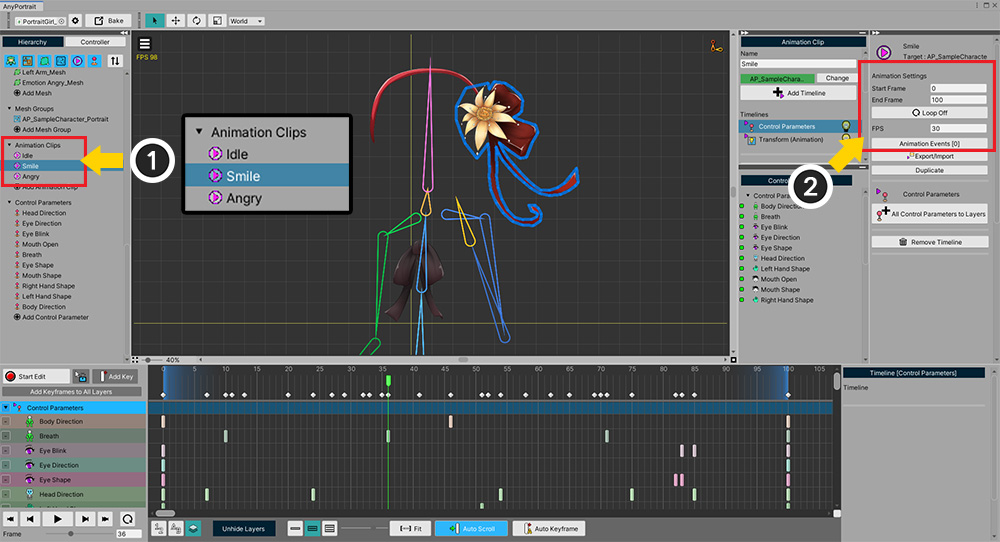 AnyPortrait
PortraitGirl_
Bake
World
Hierarchy
Controller
Left Arm_Mesh
Emotion Angry_Mesh
Add Mesh
Mesh Groups
AP_SampleCharacter_Portrait
Add Mesh Group
Animation Clips
Idle
Smile
Angry
Add Animation Clip
Control Parameters
Head Direction
Eye Direction
Eye Blink
Mouth Open
Breath
Eye Shape
Mouth Shape
Right Hand Shape
Left Hand Shape
Body Direction
Add Control Parameter
FPS 98
1
Animation Clips
Idle
Smile
Angry
40%
Animation Clip
Name
Smile
AP_SampleChara..
Change
Add Timeline
Timelines
Control Parameters
Transform (Animation)
2
Control Parameters
Body Direction
Breath
Eye Blink
Eye Direction
Eye Shape
Head Direction
Left Hand Shape
Mouth Open
Mouth Shape
Right Hand Shape
Smile
Target : AP_SampleCharacte
Animation Settings
Start Frame 0
End Frame 100
Loop Off
FPS 30
Animation Events [0]
Export/Import
Duplicate
Control Parameters
All Control Parameters to Layers
Remove Timeline
Start Edit
Add Key
Add Keyframes to All Layers
Control Parameters
Body Direction
Breath
Eye Blink
Eye Direction
Eye Shape
Head Direction
Frame 36
0 5 10 15 20 25 30 35 40 45 50 55 60 65 70 75 80 85 90 95 100 105
Unhide Layers
Fit
Auto Scroll
Auto Keyframe
Timeline [Control Parameters]
Timeline